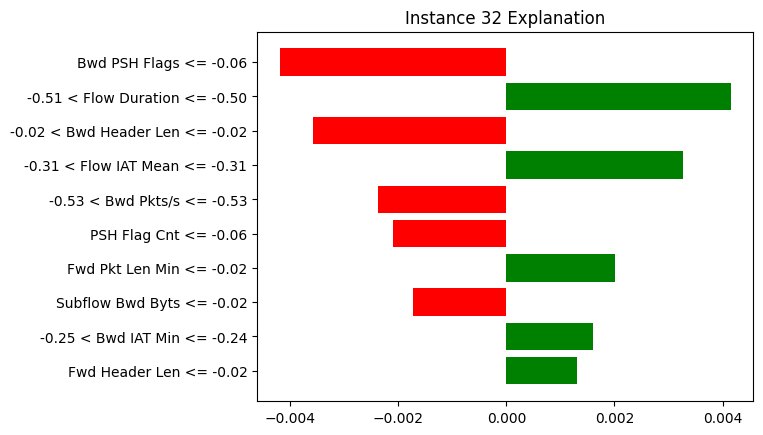 Instance 32 Explanation
Bwd PSH Flags <= -0.06
-0.51 < Flow Duration <= -0.50
-0.02 < Bwd Header Len <= -0.02
-0.31 < Flow IAT Mean <= -0.31
-0.53 < Bwd Pkts/s <= -0.53
PSH Flag Cnt <= -0.06
Fwd Pkt Len Min <= -0.02
Subflow Bwd Byts <= -0.02
-0.25 < Bwd IAT Min <= -0.24
Fwd Header Len <= -0.02
−0.004 −0.002 0.000 0.002 0.004